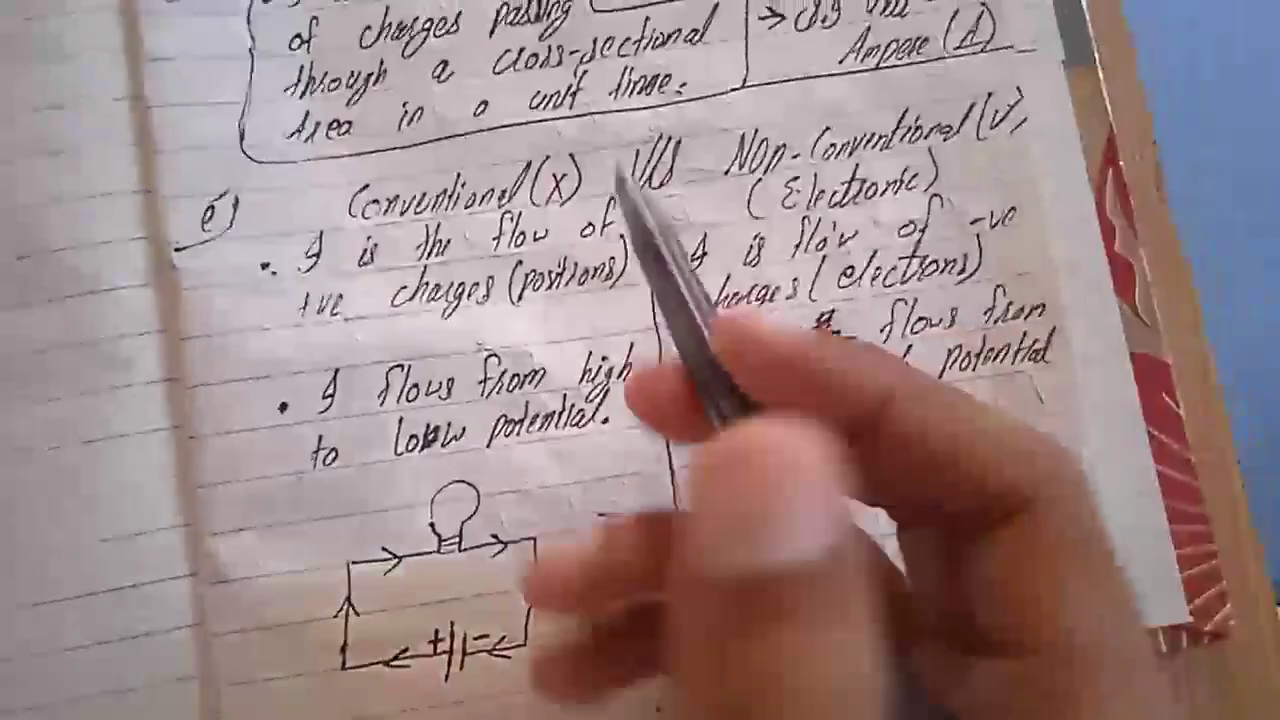 of charges passing
through a cross-sectional
Area in a unit time.
Ampere (A)
e)
Conventional (x) V/S Non-Conventional (v)
(Electronic)
• I is the flow of
+ve charges (positions)
• I flows from high
to low potential.
I is flow of -ve
charges (electrons)
flows from
potential
+ -